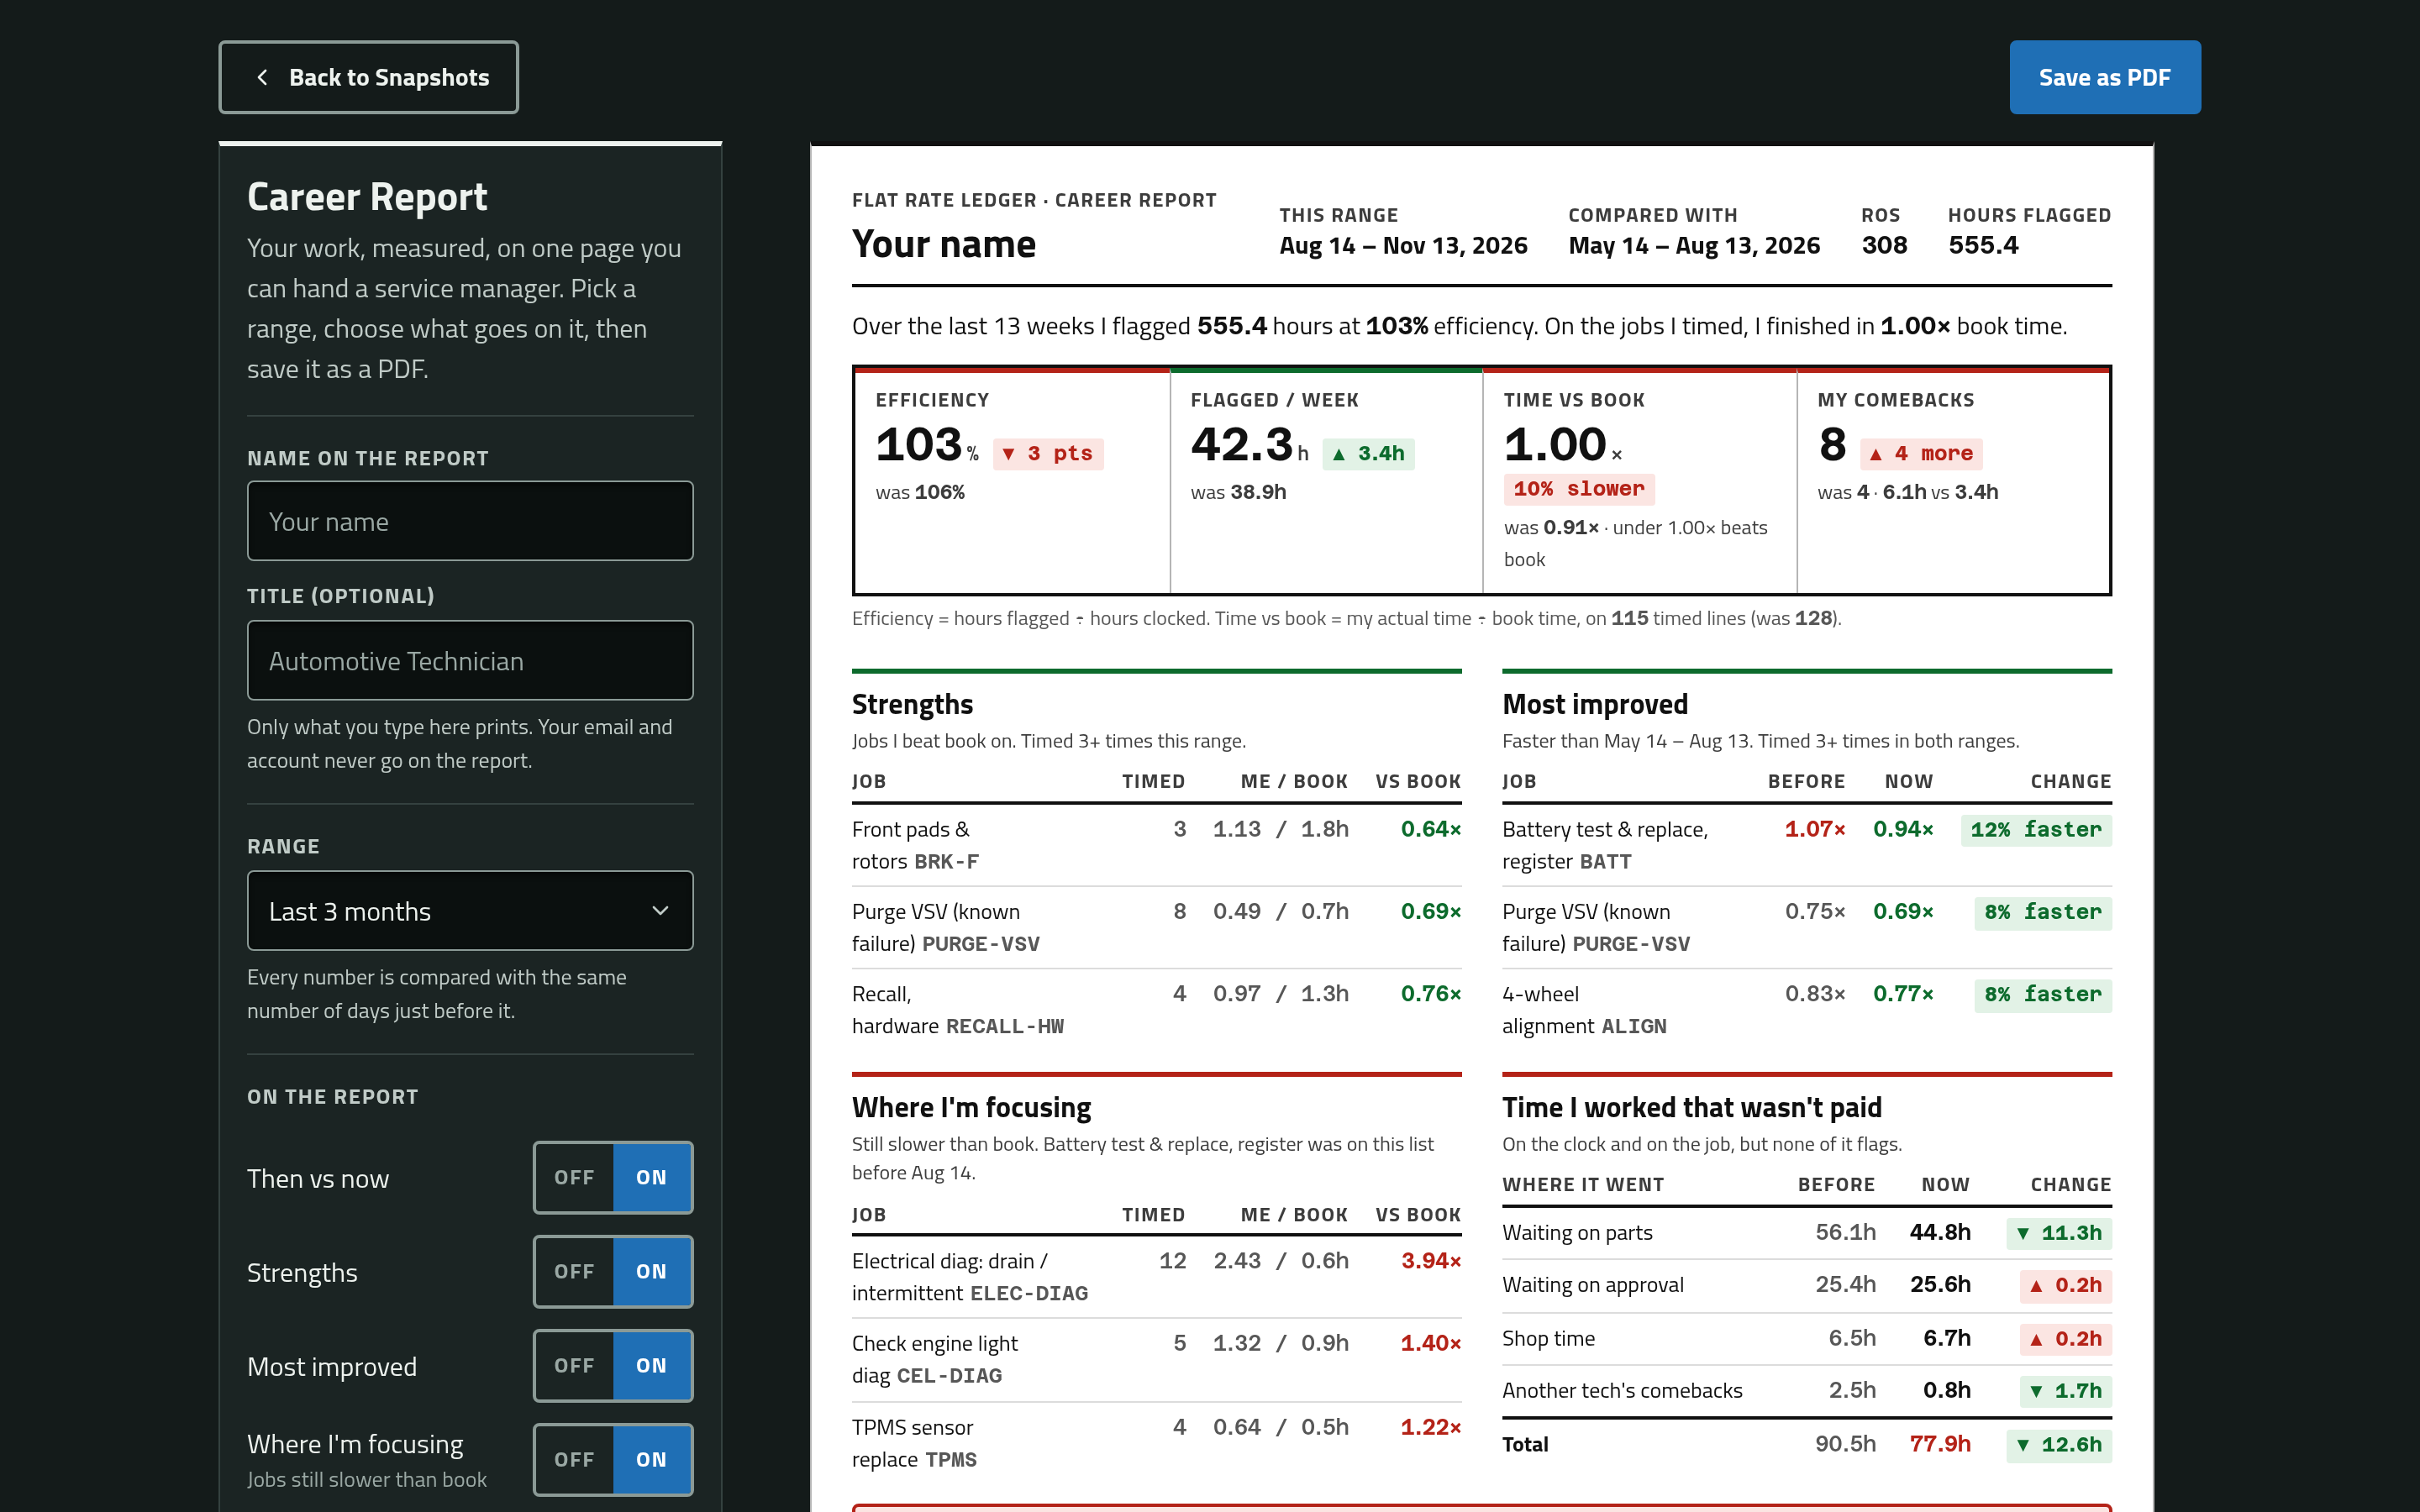 Back to Snapshots
Save as PDF
Career Report
Your work, measured, on one page you
can hand a service manager. Pick a
range, choose what goes on it, then
save it as a PDF.
NAME ON THE REPORT
Your name
TITLE (OPTIONAL)
Automotive Technician
Only what you type here prints. Your email and
account never go on the report.
RANGE
Last 3 months
Every number is compared with the same
number of days just before it.
ON THE REPORT
Then vs now OFF ON
Strengths OFF ON
Most improved OFF ON
Where I'm focusing OFF ON
Jobs still slower than book
FLAT RATE LEDGER · CAREER REPORT
Your name
THIS RANGE COMPARED WITH ROS HOURS FLAGGED
Aug 14 – Nov 13, 2026 May 14 – Aug 13, 2026 308 555.4
Over the last 13 weeks I flagged 555.4 hours at 103% efficiency. On the jobs I timed, I finished in 1.00× book time.
EFFICIENCY
103% ▼ 3 pts
was 106%
FLAGGED / WEEK
42.3h ▲ 3.4h
was 38.9h
TIME VS BOOK
1.00×
10% slower
was 0.91× · under 1.00× beats
book
MY COMEBACKS
8 ▲ 4 more
was 4 · 6.1h vs 3.4h
Efficiency = hours flagged ÷ hours clocked. Time vs book = my actual time ÷ book time, on 115 timed lines (was 128).
Strengths
Jobs I beat book on. Timed 3+ times this range.
JOB TIMED ME / BOOK VS BOOK
Front pads & 3 1.13 / 1.8h 0.64×
rotors BRK-F
Purge VSV (known 8 0.49 / 0.7h 0.69×
failure) PURGE-VSV
Recall, 4 0.97 / 1.3h 0.76×
hardware RECALL-HW
Most improved
Faster than May 14 – Aug 13. Timed 3+ times in both ranges.
JOB BEFORE NOW CHANGE
Battery test & replace, 1.07× 0.94× 12% faster
register BATT
Purge VSV (known 0.75× 0.69× 8% faster
failure) PURGE-VSV
4-wheel 0.83× 0.77× 8% faster
alignment ALIGN
Where I'm focusing
Still slower than book. Battery test & replace, register was on this list
before Aug 14.
JOB TIMED ME / BOOK VS BOOK
Electrical diag: drain / 12 2.43 / 0.6h 3.94×
intermittent ELEC-DIAG
Check engine light 5 1.32 / 0.9h 1.40×
diag CEL-DIAG
TPMS sensor 4 0.64 / 0.5h 1.22×
replace TPMS
Time I worked that wasn't paid
On the clock and on the job, but none of it flags.
WHERE IT WENT BEFORE NOW CHANGE
Waiting on parts 56.1h 44.8h ▼ 11.3h
Waiting on approval 25.4h 25.6h ▲ 0.2h
Shop time 6.5h 6.7h ▲ 0.2h
Another tech's comebacks 2.5h 0.8h ▼ 1.7h
Total 90.5h 77.9h ▼ 12.6h